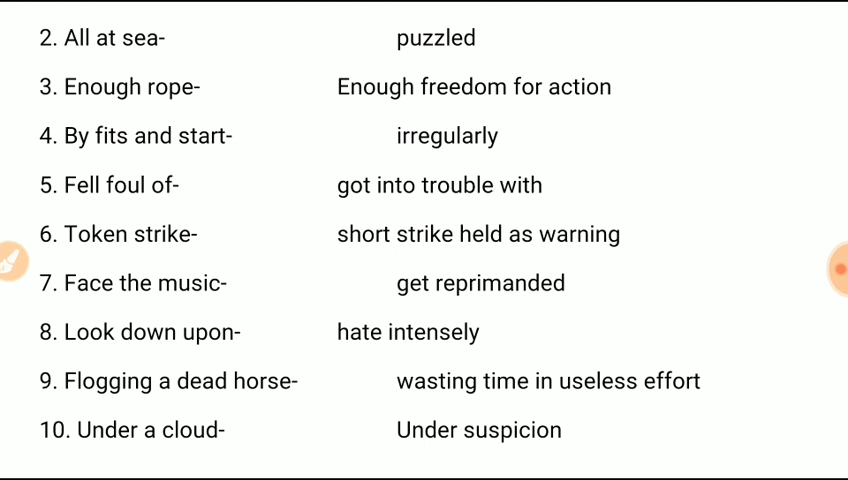 2. All at sea- puzzled
3. Enough rope- Enough freedom for action
4. By fits and start- irregularly
5. Fell foul of- got into trouble with
6. Token strike- short strike held as warning
7. Face the music- get reprimanded
8. Look down upon- hate intensely
9. Flogging a dead horse- wasting time in useless effort
10. Under a cloud- Under suspicion